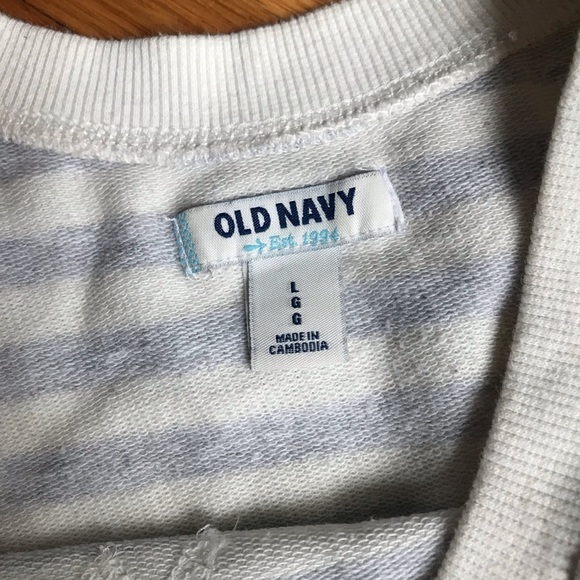 OLD NAVY
Est. 1994
L
G
G
MADE IN
CAMBODIA